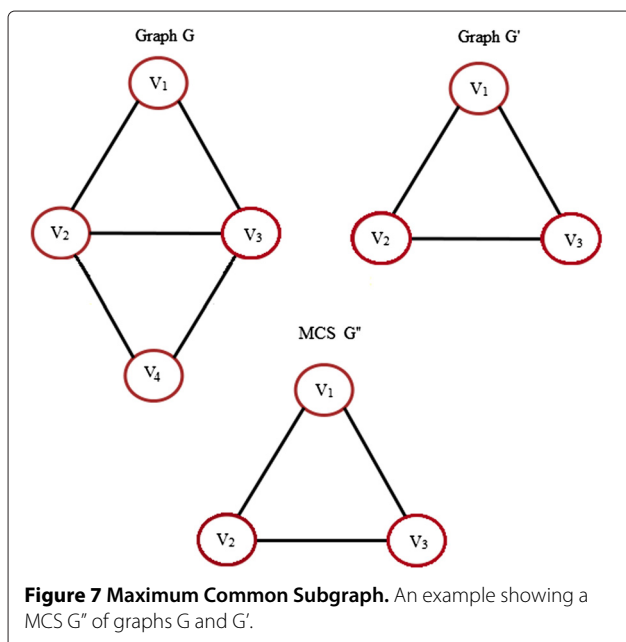 Graph G
V1
V2
V3
V4
Graph G'
V1
V2
V3
MCS G"
V1
V2
V3
Figure 7 Maximum Common Subgraph. An example showing a
MCS G" of graphs G and G'.